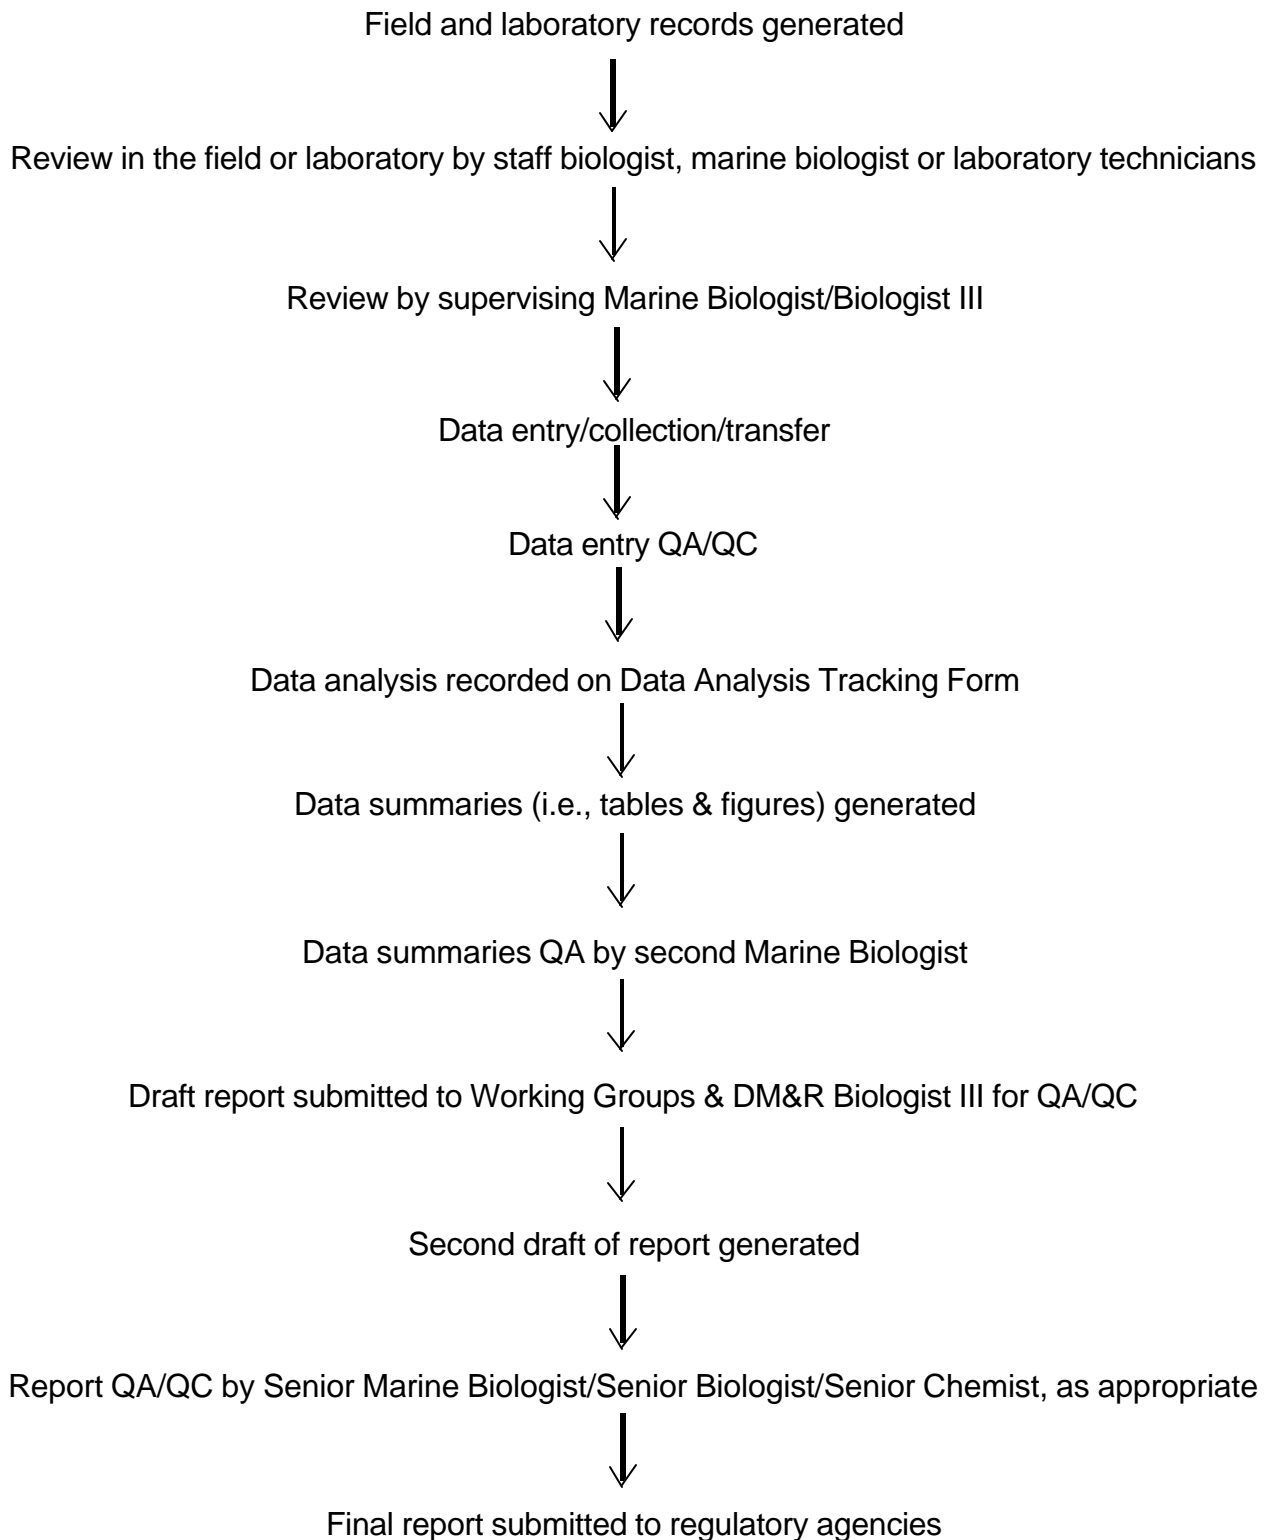 Field and laboratory records generated
Review in the field or laboratory by staff biologist, marine biologist or laboratory technicians
Review by supervising Marine Biologist/Biologist III
Data entry/collection/transfer
Data entry QA/QC
Data analysis recorded on Data Analysis Tracking Form
Data summaries (i.e., tables & figures) generated
Data summaries QA by second Marine Biologist
Draft report submitted to Working Groups & DM&R Biologist III for QA/QC
Second draft of report generated
Report QA/QC by Senior Marine Biologist/Senior Biologist/Senior Chemist, as appropriate
Final report submitted to regulatory agencies